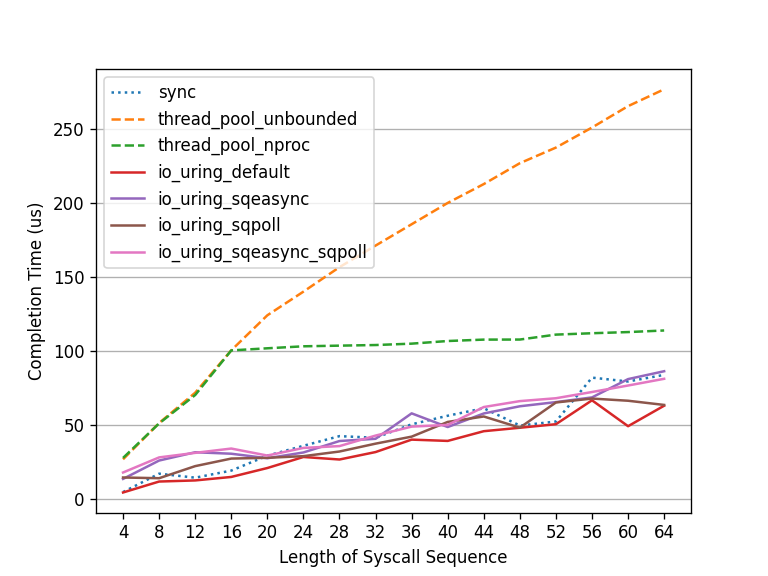 sync
thread_pool_unbounded
thread_pool_nproc
io_uring_default
io_uring_sqeasync
io_uring_sqpoll
io_uring_sqeasync_sqpoll
Completion Time (us)
250
200
150
100
50
0
4 8 12 16 20 24 28 32 36 40 44 48 52 56 60 64
Length of Syscall Sequence